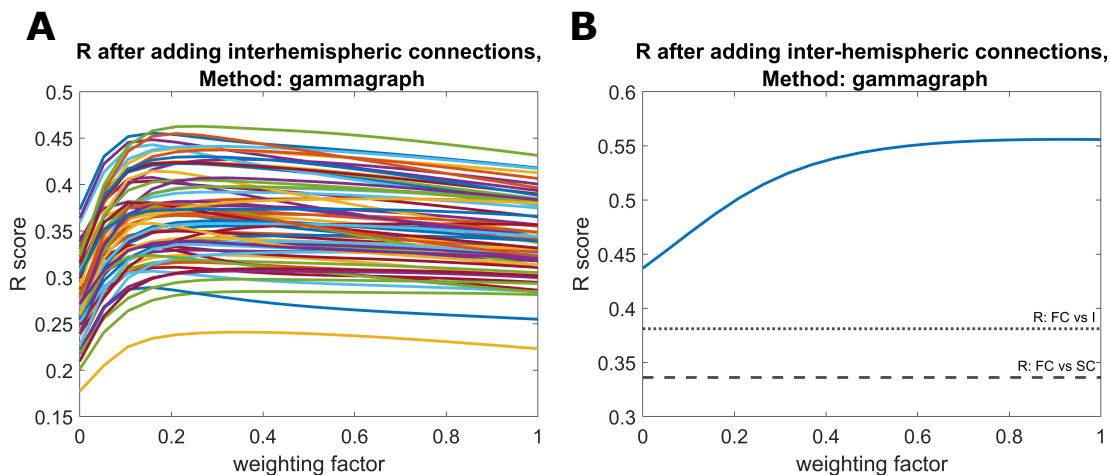 A
R after adding interhemispheric connections,
Method: gammagraph
0.5
0.45
0.4
0.35
0.3
0.25
0.2
0.15
R score
0 0.2 0.4 0.6 0.8 1
weighting factor
B
R after adding inter-hemispheric connections,
Method: gammagraph
0.6
0.55
0.5
0.45
0.4
0.35
0.3
R score
R: FC vs I
R: FC vs SC
0 0.2 0.4 0.6 0.8 1
weighting factor